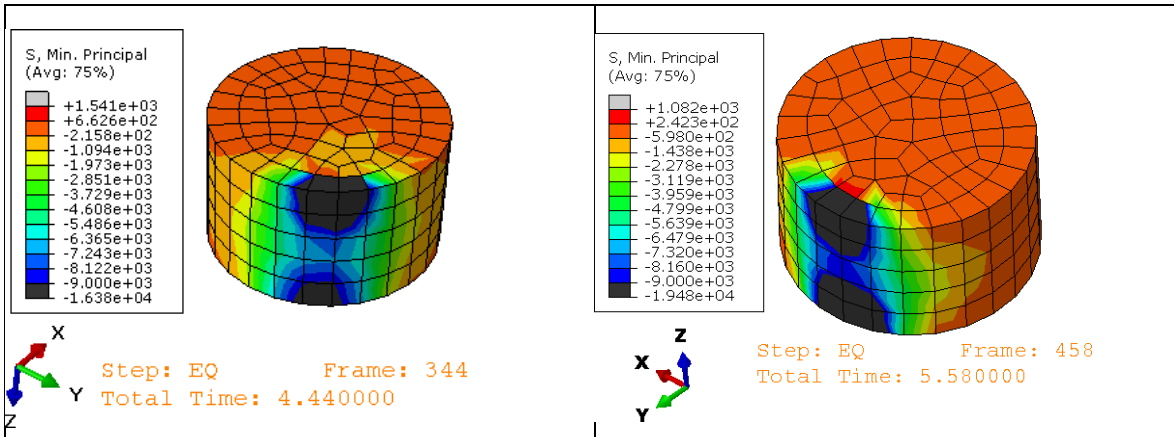 S, Min. Principal
(Avg: 75%)
+1.541e+03
+6.626e+02
-2.158e+02
-1.094e+03
-1.973e+03
-2.851e+03
-3.729e+03
-4.608e+03
-5.486e+03
-6.365e+03
-7.243e+03
-8.122e+03
-9.000e+03
-1.638e+04
X
Y
Z
Step: EQ Frame: 344
Total Time: 4.440000
S, Min. Principal
(Avg: 75%)
+1.082e+03
+2.423e+02
-5.980e+02
-1.438e+03
-2.278e+03
-3.119e+03
-3.959e+03
-4.799e+03
-5.639e+03
-6.479e+03
-7.320e+03
-8.160e+03
-9.000e+03
-1.948e+04
Z
X
Y
Step: EQ Frame: 458
Total Time: 5.580000